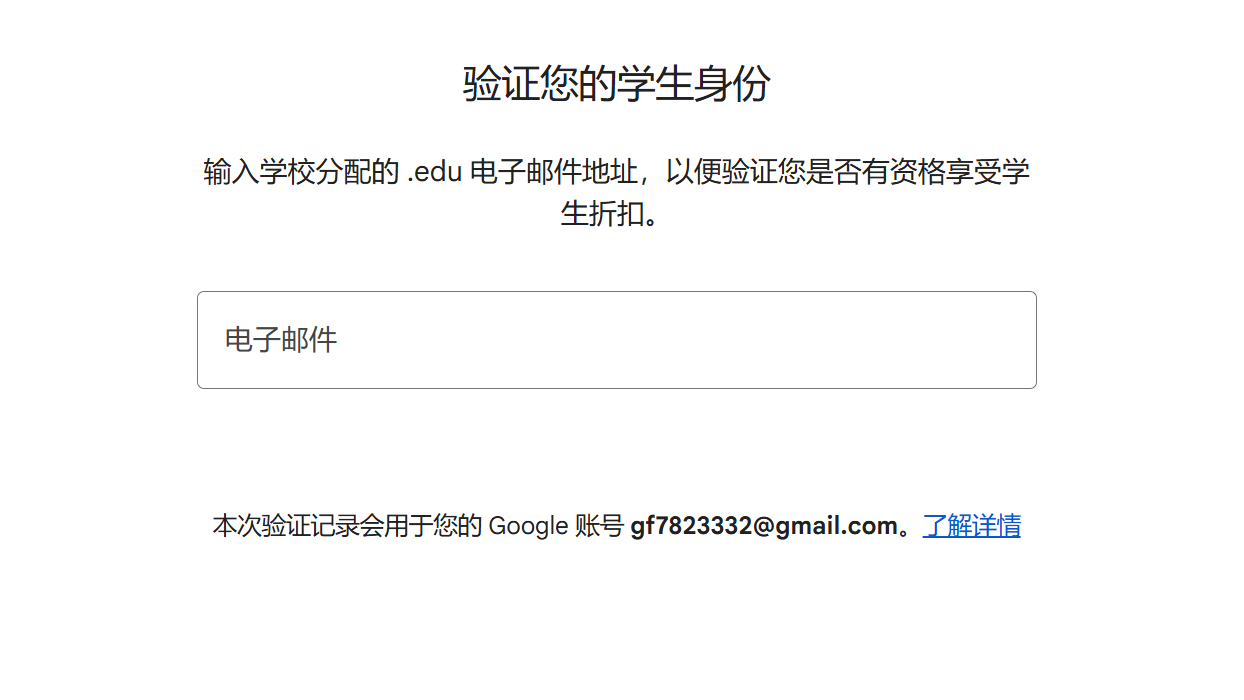 验证您的学生身份
输入学校分配的 .edu 电子邮件地址，以便验证您是否有资格享受学
生折扣。
电子邮件
本次验证记录会用于您的 Google 账号 gf7823332@gmail.com。了解详情